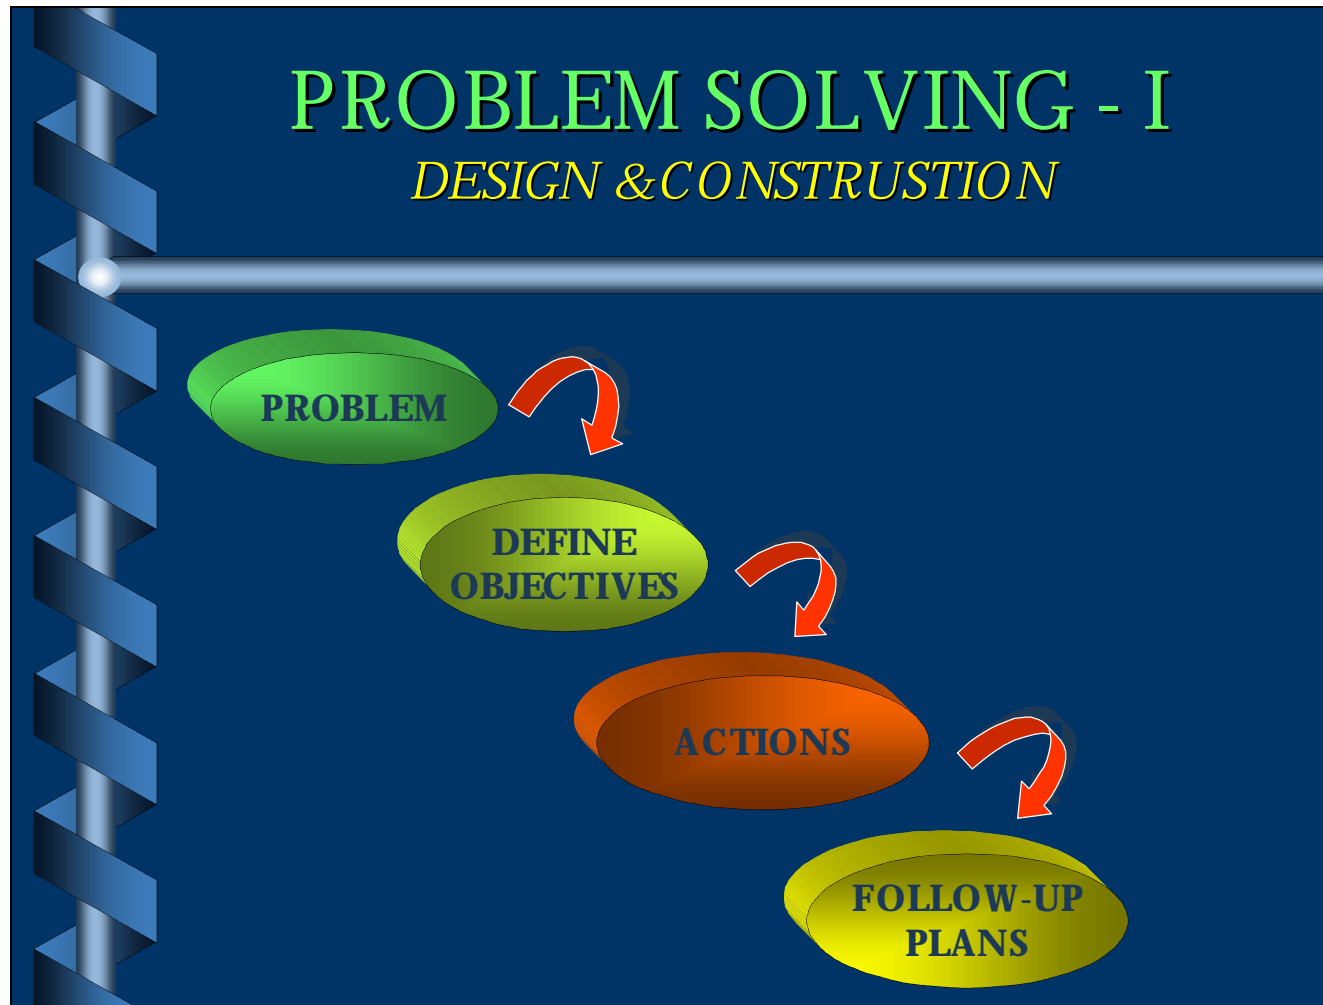 PROBLEM SOLVING - I
DESIGN & CONSTRUSTION
PROBLEM
DEFINE
OBJECTIVES
ACTIONS
FOLLOW-UP
PLANS